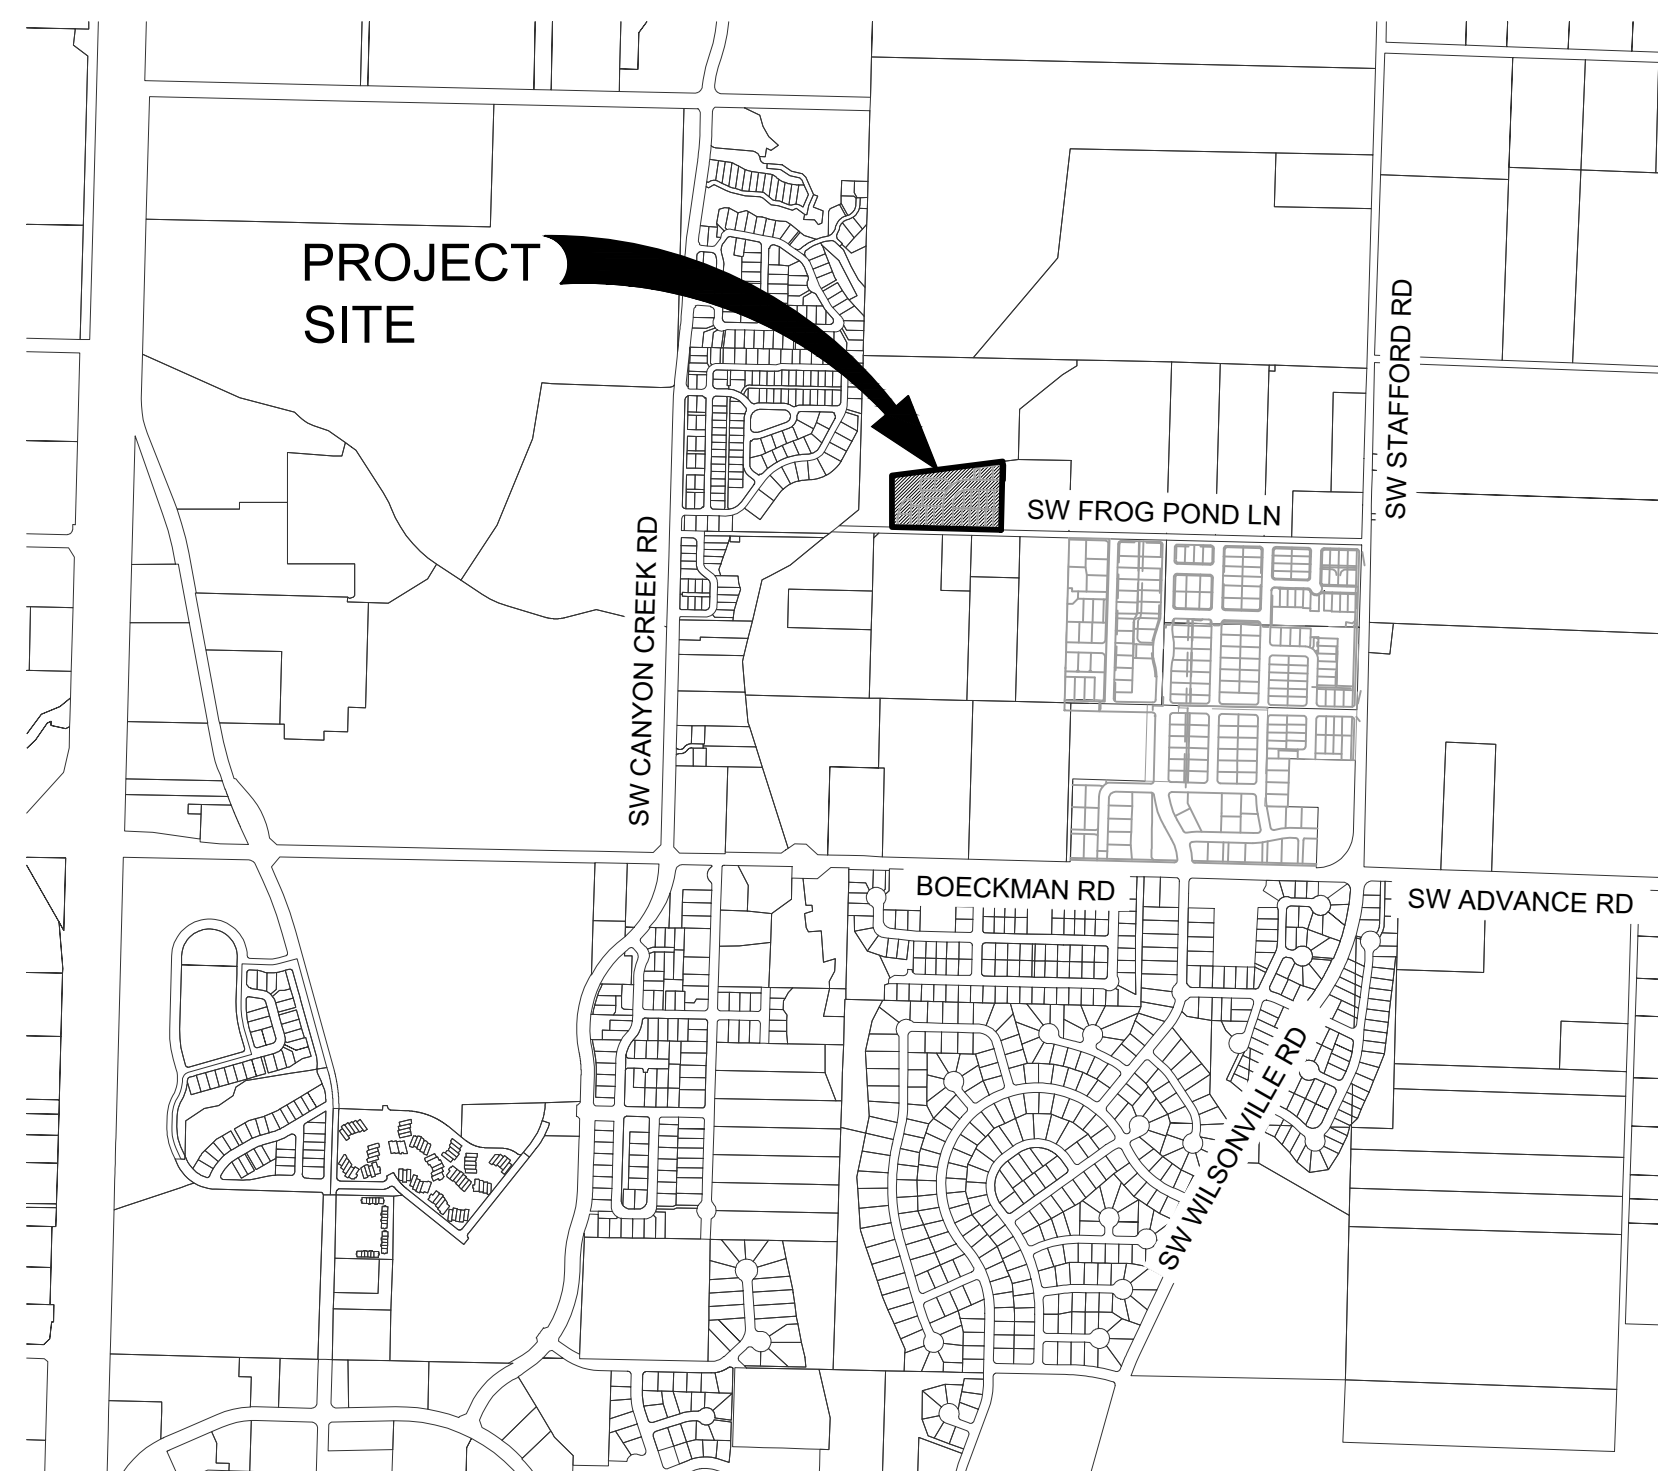 PROJECT
SITE
SW STAFFORD RD
SW FROG POND LN
SW CANYON CREEK RD
BOECKMAN RD
SW ADVANCE RD
SW WILSONVILLE RD